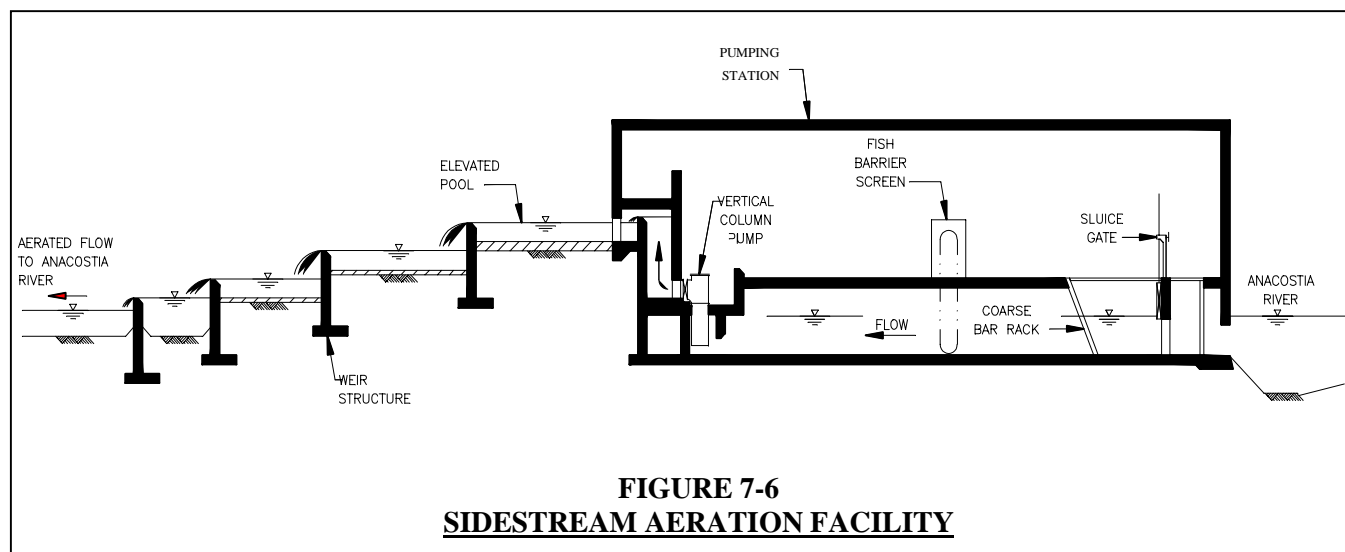 PUMPING
STATION
FISH
BARRIER
SCREEN
ELEVATED
POOL
VERTICAL
COLUMN
PUMP
SLUICE
GATE
AERATED FLOW
TO ANACOSTIA
RIVER
ANACOSTIA
RIVER
COARSE
BAR RACK
FLOW
WEIR
STRUCTURE
FIGURE 7-6
SIDESTREAM AERATION FACILITY